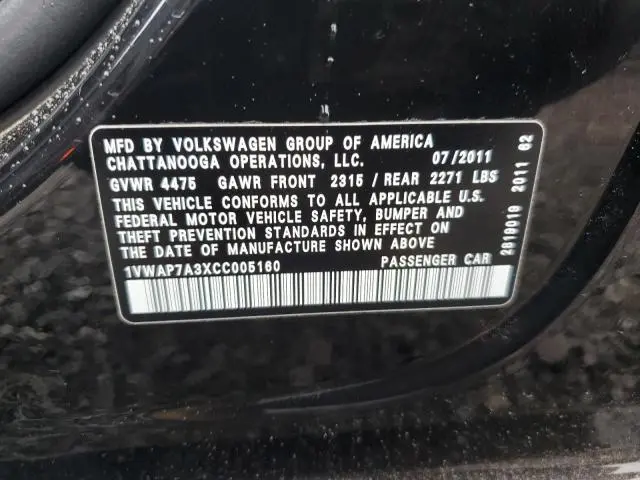 MFD BY VOLKSWAGEN GROUP OF AMERICA
CHATTANOOGA OPERATIONS, LLC. 07/2011
GVWR 4475 GAWR FRONT 2315 / REAR 2271 LBS
THIS VEHICLE CONFORMS TO ALL APPLICABLE U.S.
FEDERAL MOTOR VEHICLE SAFETY, BUMPER AND
THEFT PREVENTION STANDARDS IN EFFECT ON
THE DATE OF MANUFACTURE SHOWN ABOVE
1VWAP7A3XCC005160 PASSENGER CAR
2819019 2011 G2